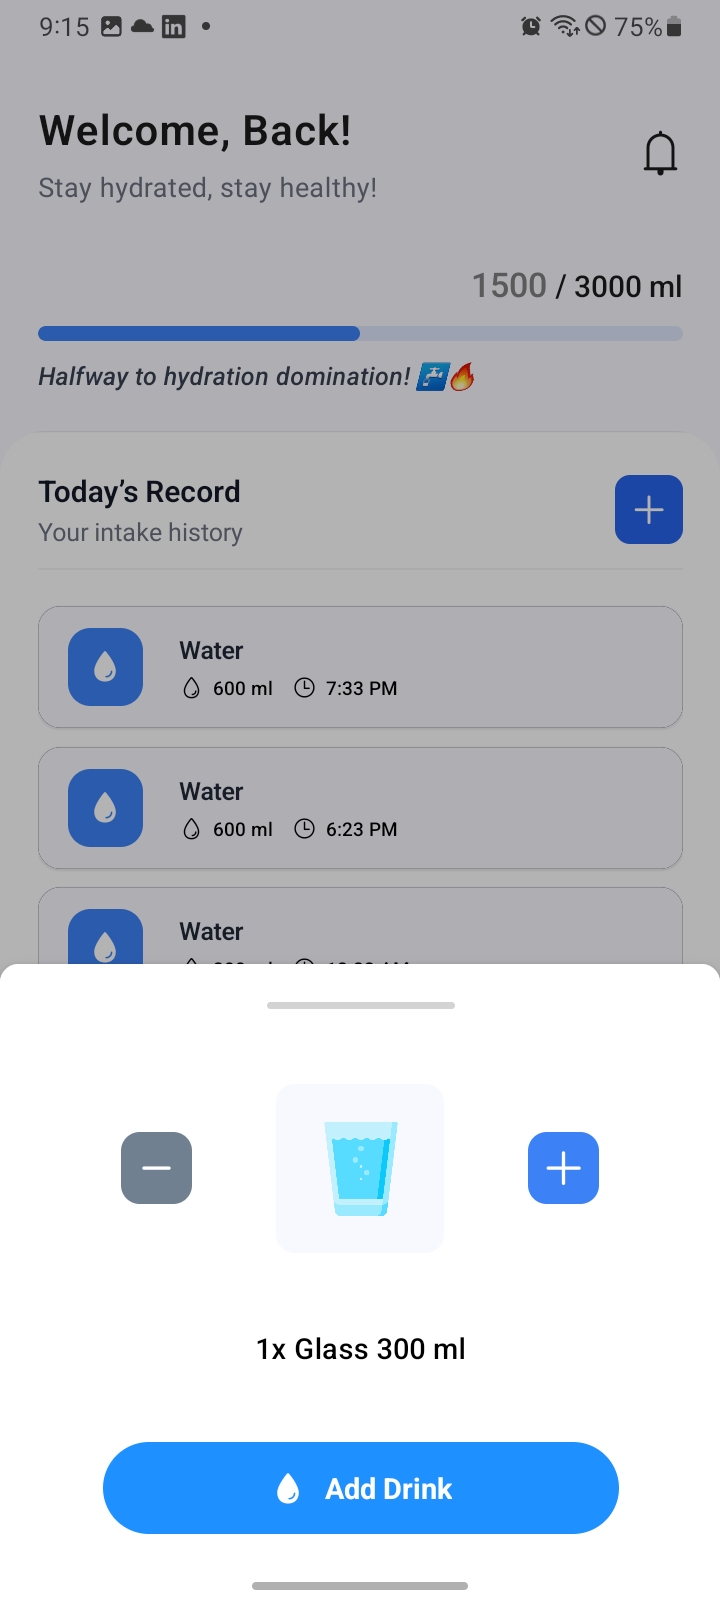 9:15
75%
Welcome, Back!
Stay hydrated, stay healthy!
1500 / 3000 ml
Halfway to hydration domination! 🚰🔥
Today’s Record
Your intake history
Water
600 ml 7:33 PM
Water
600 ml 6:23 PM
Water
1x Glass 300 ml
Add Drink